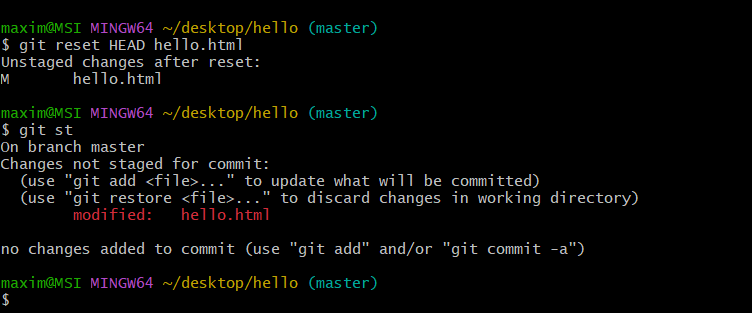 maxim@MSI MINGW64 ~/desktop/hello (master)
$ git reset HEAD hello.html
Unstaged changes after reset:
M       hello.html

maxim@MSI MINGW64 ~/desktop/hello (master)
$ git st
On branch master
Changes not staged for commit:
  (use "git add <file>..." to update what will be committed)
  (use "git restore <file>..." to discard changes in working directory)
        modified:   hello.html

no changes added to commit (use "git add" and/or "git commit -a")

maxim@MSI MINGW64 ~/desktop/hello (master)
$